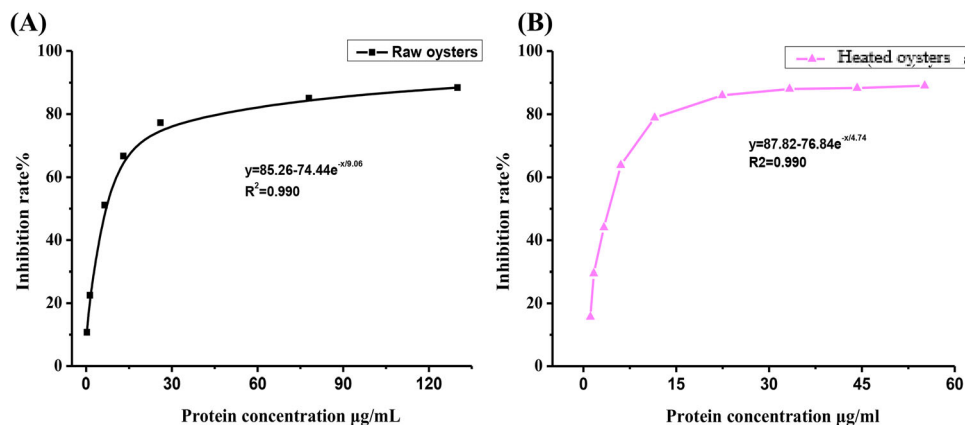 (A)
Raw oysters
100
80
60
40
20
0
Inhibition rate%
y=85.26-74.44e^-x/9.06
R²=0.990
0 30 60 90 120
Protein concentration μg/mL
(B)
Heated oysters
100
80
60
40
20
0
Inhibition rate%
y=87.82-76.84e^-x/4.74
R2=0.990
0 15 30 45 60
Protein concentration μg/ml